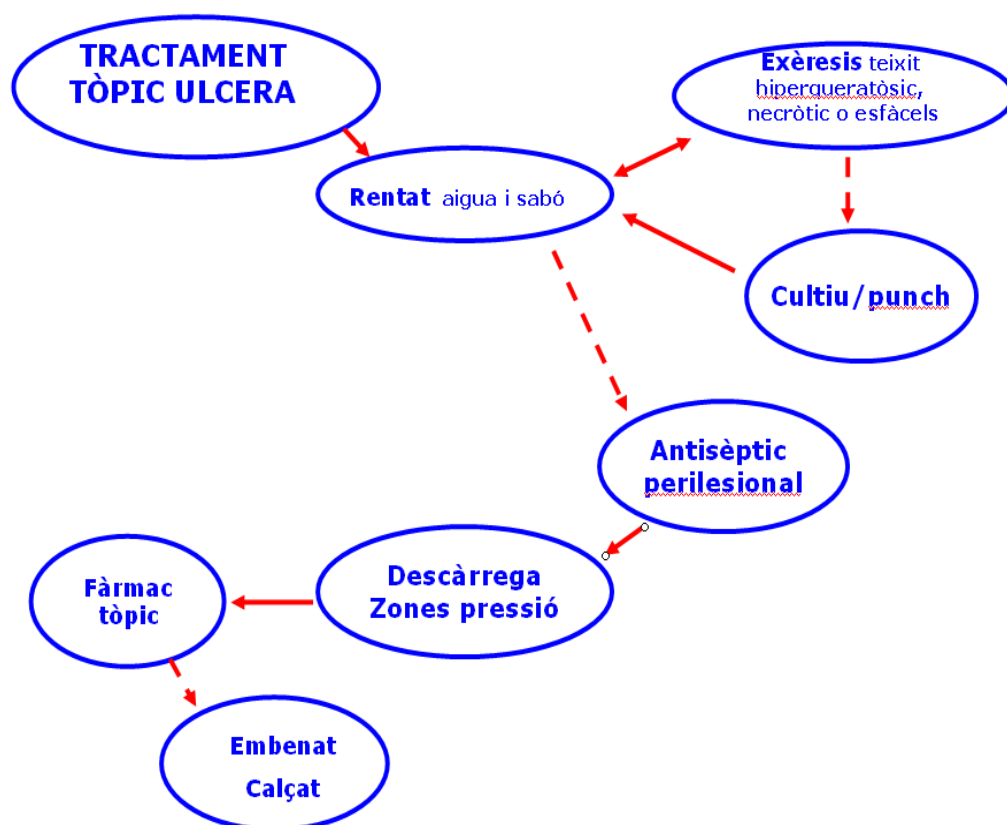 TRACTAMENT
TÒPIC ULCERA
Exèresis teixit
hiperqueratòsic,
necròtic o esfàcels
Rentat aigua i sabó
Cultiu/punch
Antisèptic
perilesional
Descàrrega
Zones pressió
Fàrmac
tòpic
Embenat
Calçat